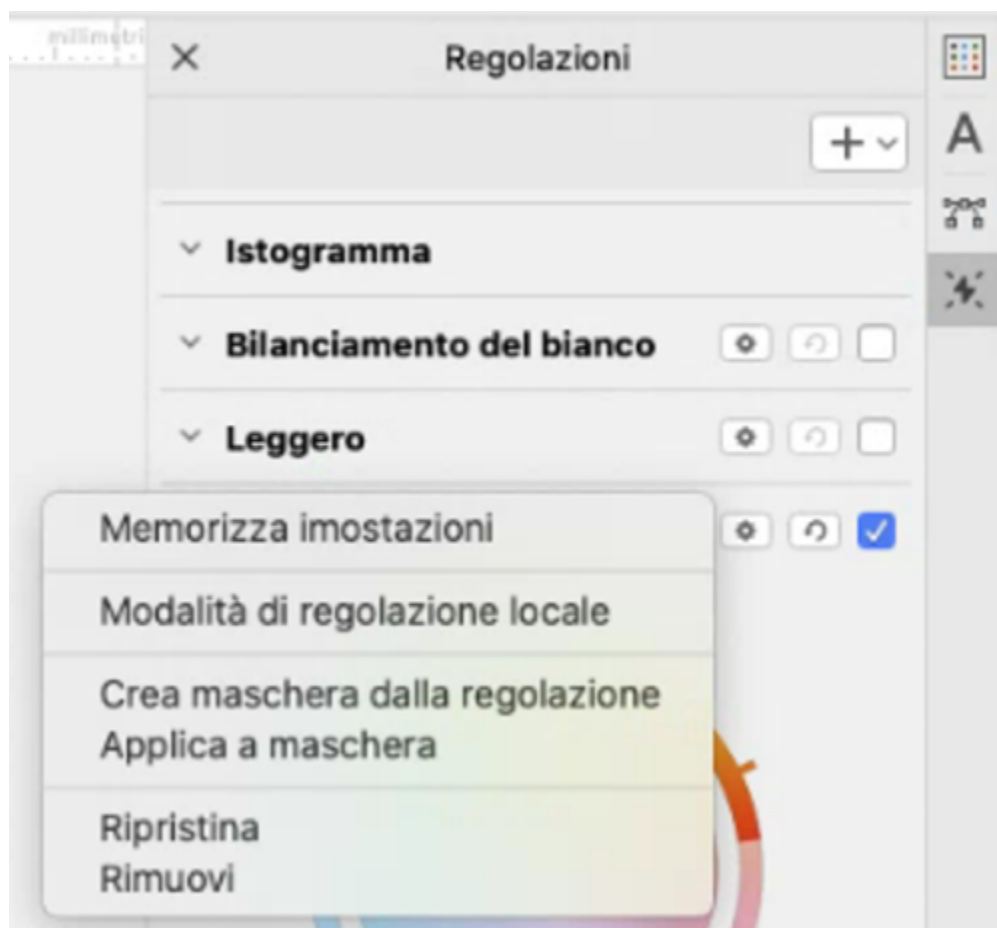 millimetri
Regolazioni
A
Istogramma
Bilanciamento del bianco
Leggero
Memorizza imostazioni
Modalità di regolazione locale
Crea maschera dalla regolazione
Applica a maschera
Ripristina
Rimuovi